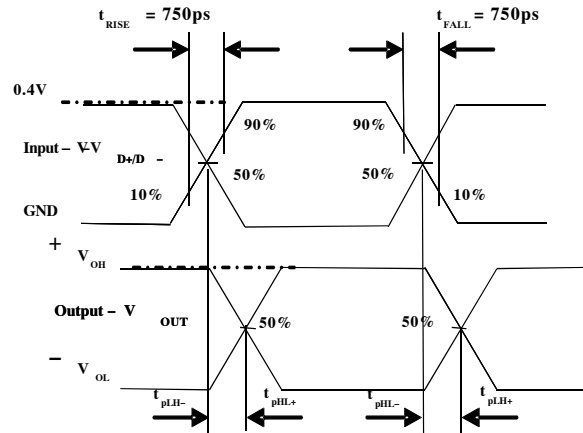 t RISE = 750ps
t FALL = 750ps
0.4V
90% 90%
Input – V-V D+/D –
50% 50%
10% 10%
GND
+
V OH
Output – V OUT
50% 50%
–
V OL
t pLH– t pHL+ t pHL– t pLH+